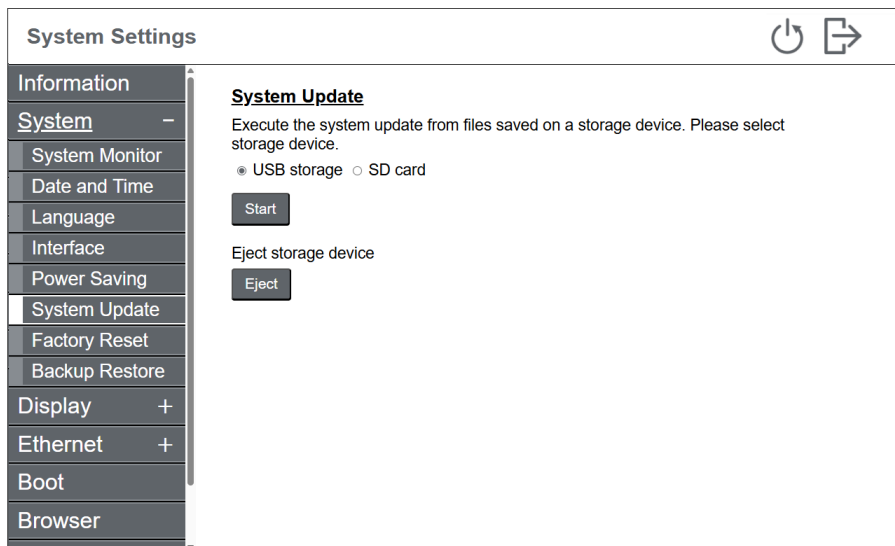 System Settings
Information
System −
System Monitor
Date and Time
Language
Interface
Power Saving
System Update
Factory Reset
Backup Restore
Display +
Ethernet +
Boot
Browser
System Update
Execute the system update from files saved on a storage device. Please select
storage device.
USB storage SD card
Start
Eject storage device
Eject